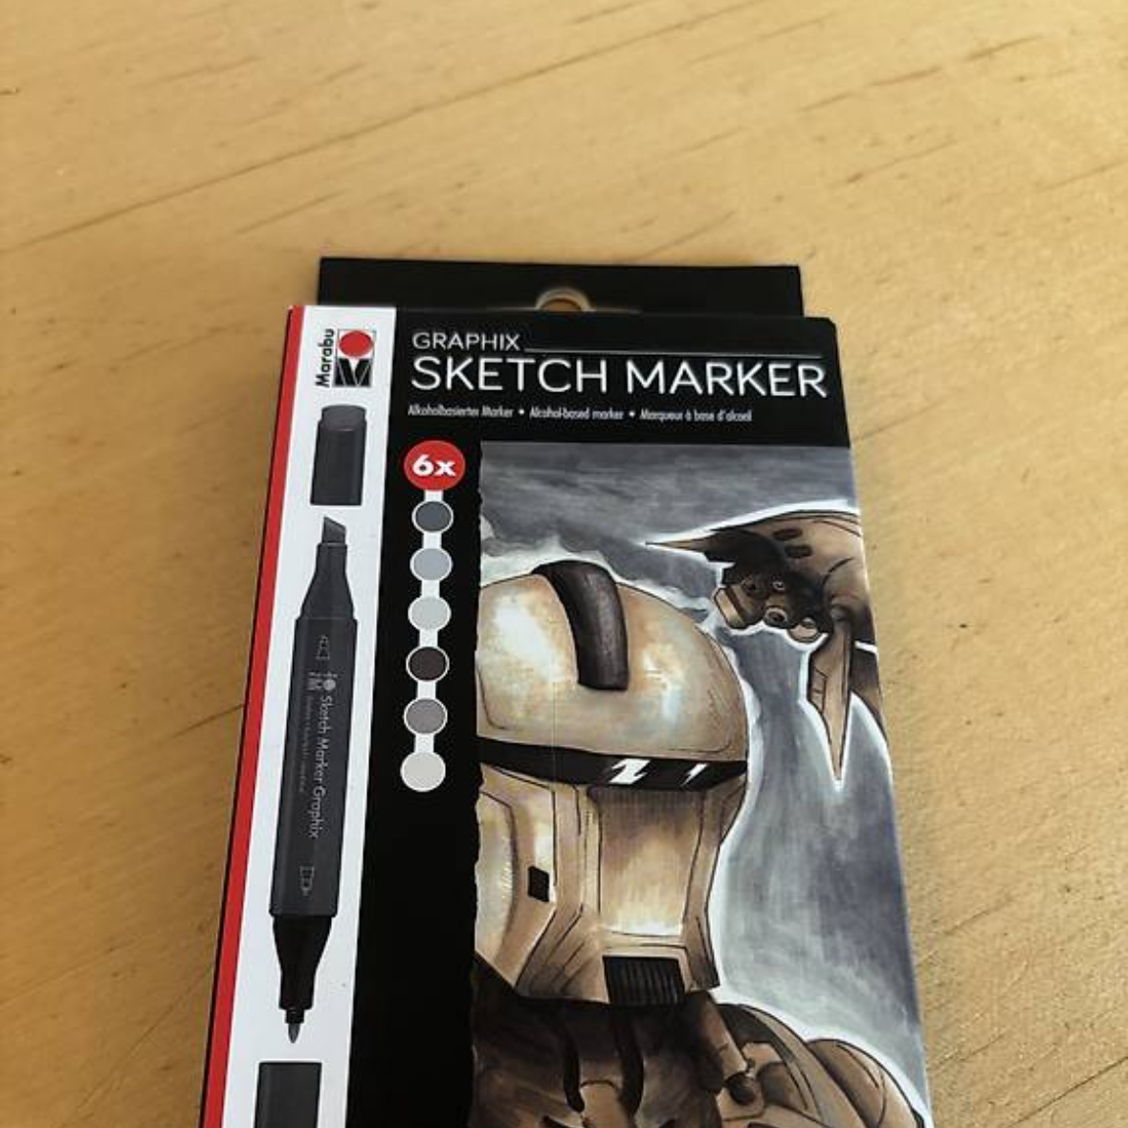 Marabu
GRAPHIX
SKETCH MARKER
Alkoholbasierter Marker • Alcohol-based marker • Marqueur à base d'alcool
6x
Sketch Marker Graphix